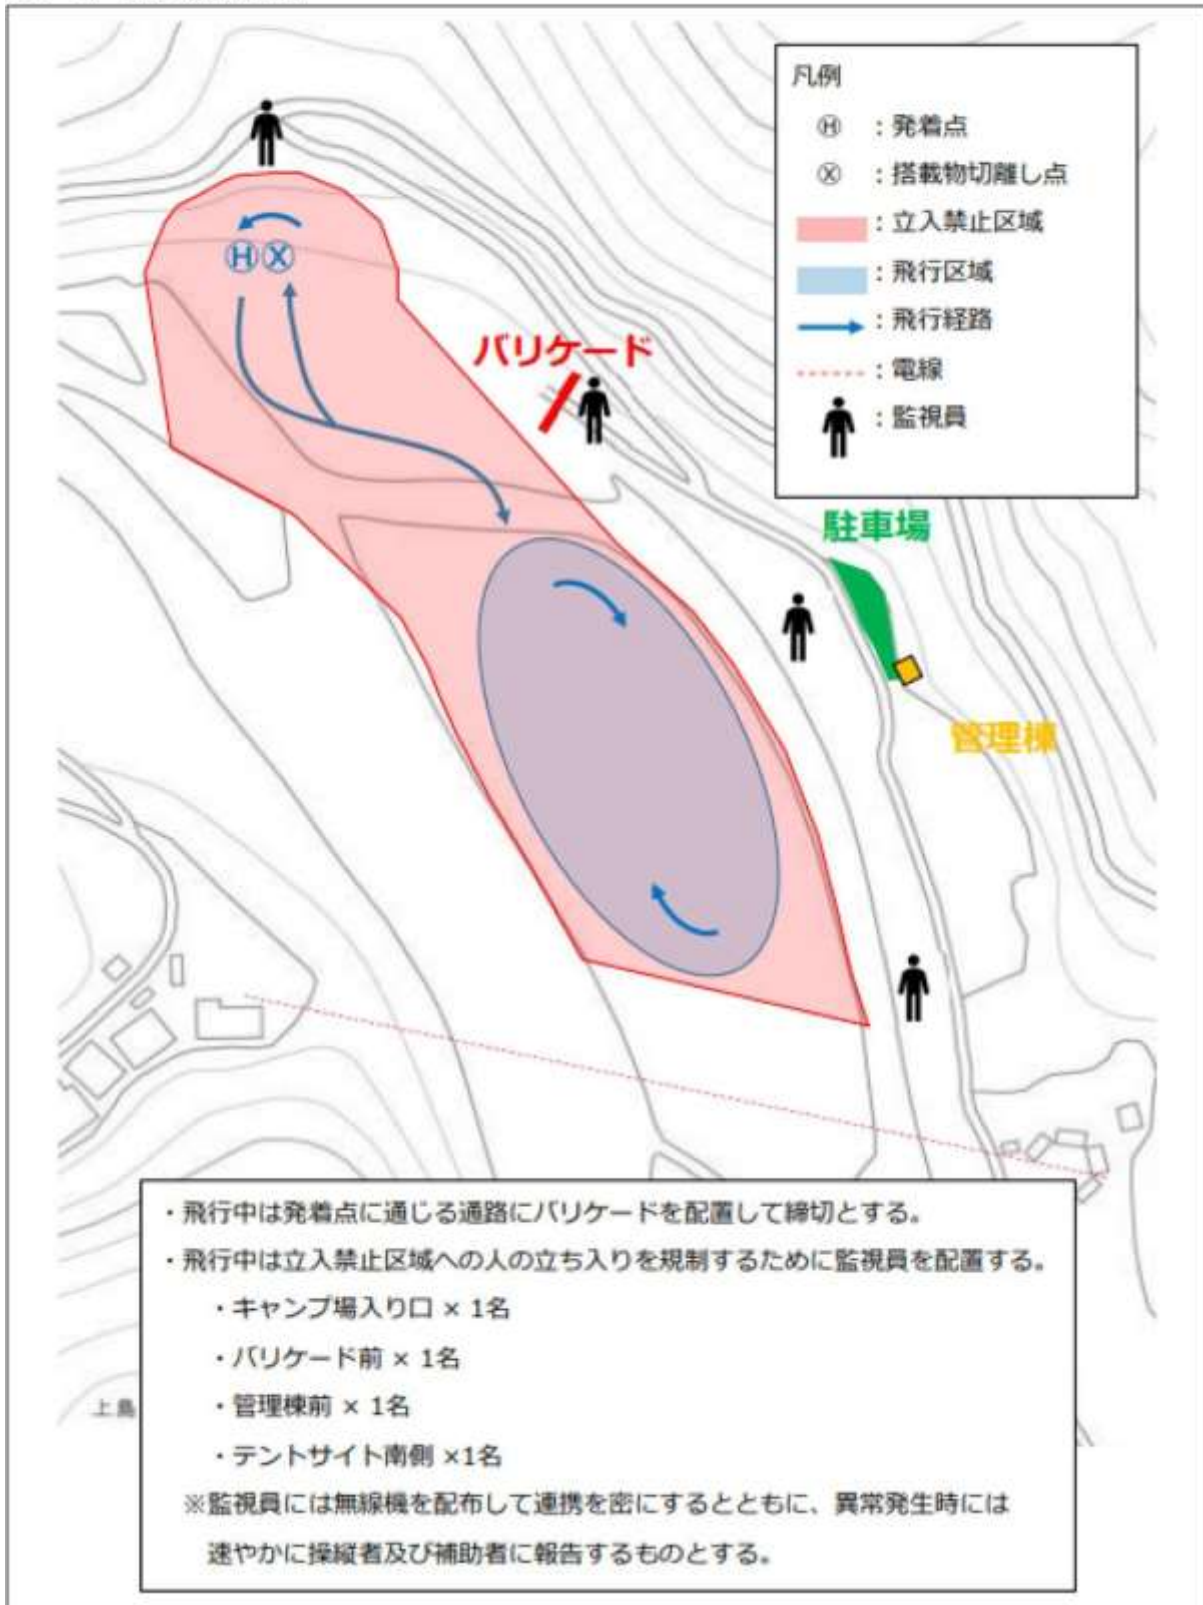 凡例
Ⓗ ：発着点
Ⓧ ：搭載物切離し点
：立入禁止区域
：飛行区域
：飛行経路
：電線
：監視員
ⒽⓍ
バリケード
駐車場
管理棟
・飛行中は発着点に通じる通路にバリケードを配置して締切とする。
・飛行中は立入禁止区域への人の立ち入りを規制するために監視員を配置する。
・キャンプ場入り口 × 1名
・バリケード前 × 1名
・管理棟前 × 1名
・テントサイト南側 ×1名
※監視員には無線機を配布して連携を密にするとともに、異常発生時には
速やかに操縦者及び補助者に報告するものとする。
上島